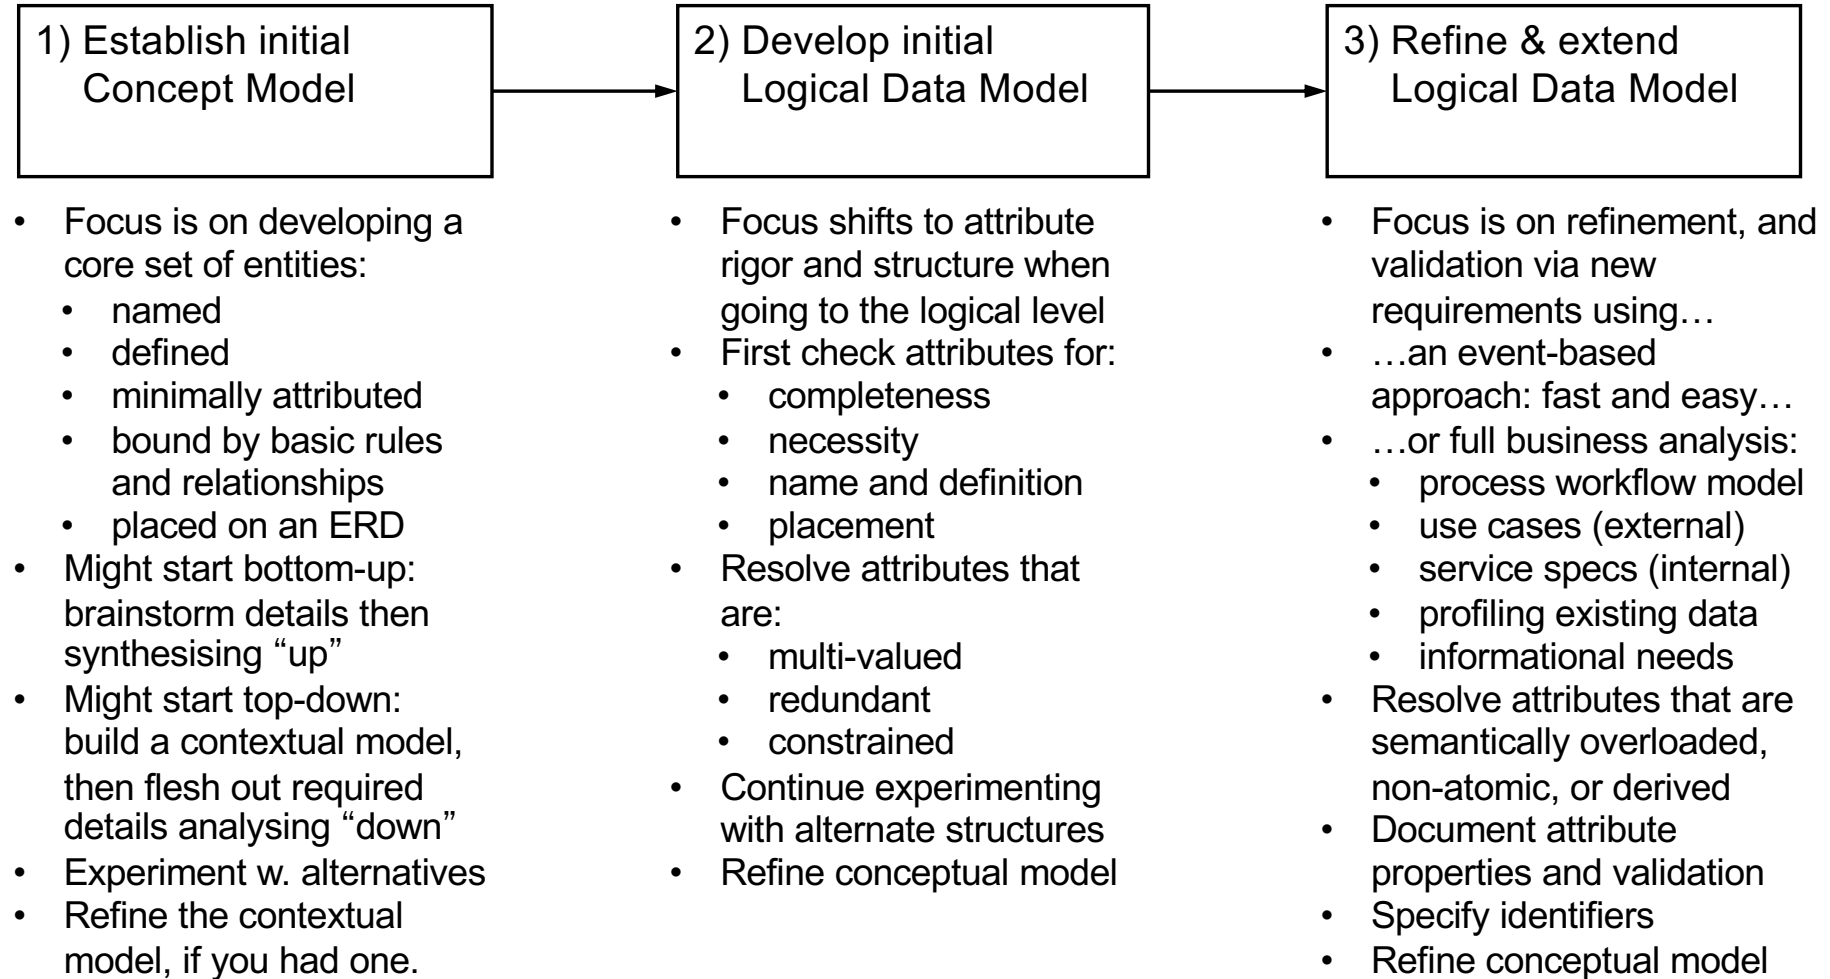 1) Establish initial
Concept Model
2) Develop initial
Logical Data Model
3) Refine & extend
Logical Data Model
• Focus is on developing a
core set of entities:
• named
• defined
• minimally attributed
• bound by basic rules
and relationships
• placed on an ERD
• Might start bottom-up:
brainstorm details then
synthesising “up”
• Might start top-down:
build a contextual model,
then flesh out required
details analysing “down”
• Experiment w. alternatives
• Refine the contextual
model, if you had one.
• Focus shifts to attribute
rigor and structure when
going to the logical level
• First check attributes for:
• completeness
• necessity
• name and definition
• placement
• Resolve attributes that
are:
• multi-valued
• redundant
• constrained
• Continue experimenting
with alternate structures
• Refine conceptual model
• Focus is on refinement, and
validation via new
requirements using…
• …an event-based
approach: fast and easy…
• …or full business analysis:
• process workflow model
• use cases (external)
• service specs (internal)
• profiling existing data
• informational needs
• Resolve attributes that are
semantically overloaded,
non-atomic, or derived
• Document attribute
properties and validation
• Specify identifiers
• Refine conceptual model